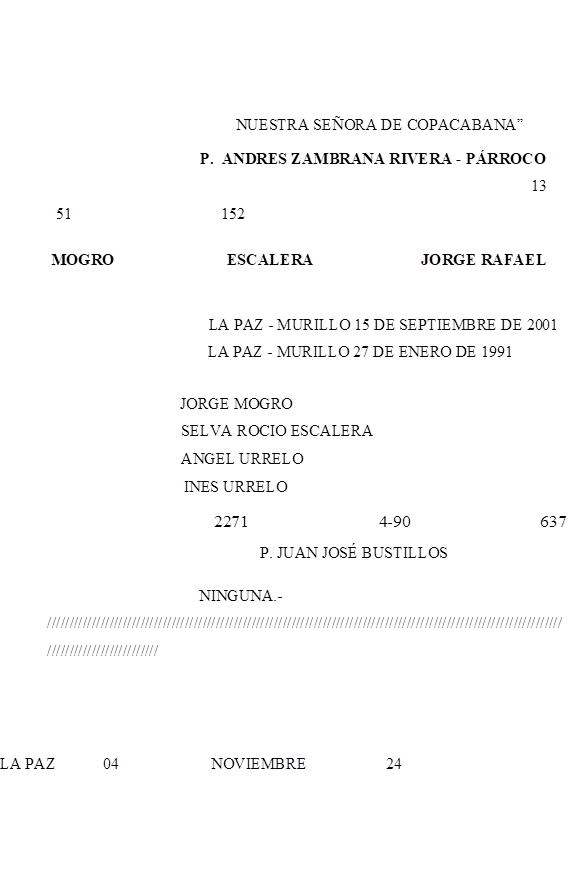 NUESTRA SEÑORA DE COPACABANA”
P. ANDRES ZAMBRANA RIVERA - PÁRROCO
13
51 152
MOGRO ESCALERA JORGE RAFAEL
LA PAZ - MURILLO 15 DE SEPTIEMBRE DE 2001
LA PAZ - MURILLO 27 DE ENERO DE 1991
JORGE MOGRO
SELVA ROCIO ESCALERA
ANGEL URRELO
INES URRELO
2271 4-90 637
P. JUAN JOSÉ BUSTILLOS
NINGUNA.-
////////////////////////////////////////////////////////////////////////////////////////////////////////////////////
/////////////////////////
LA PAZ 04 NOVIEMBRE 24